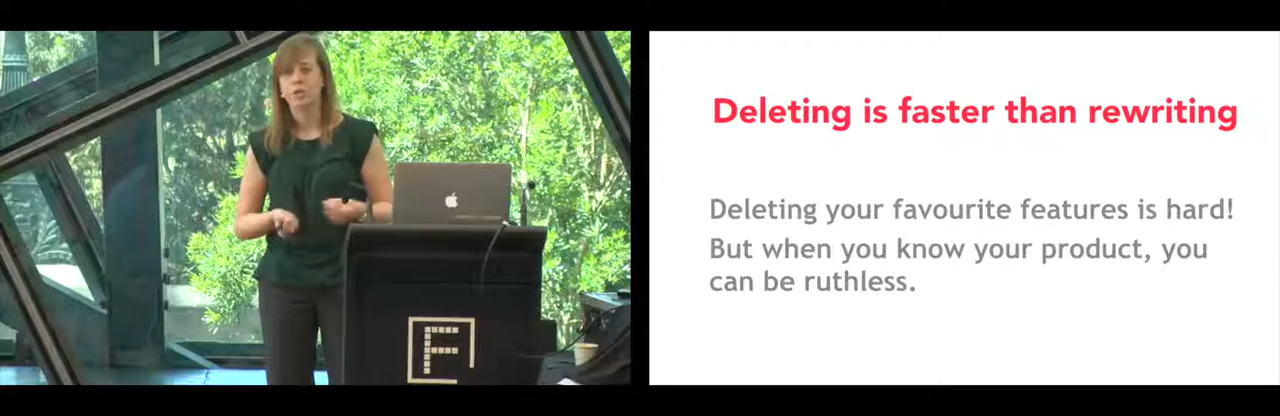 Deleting is faster than rewriting
Deleting your favourite features is hard!
But when you know your product, you
can be ruthless.
F